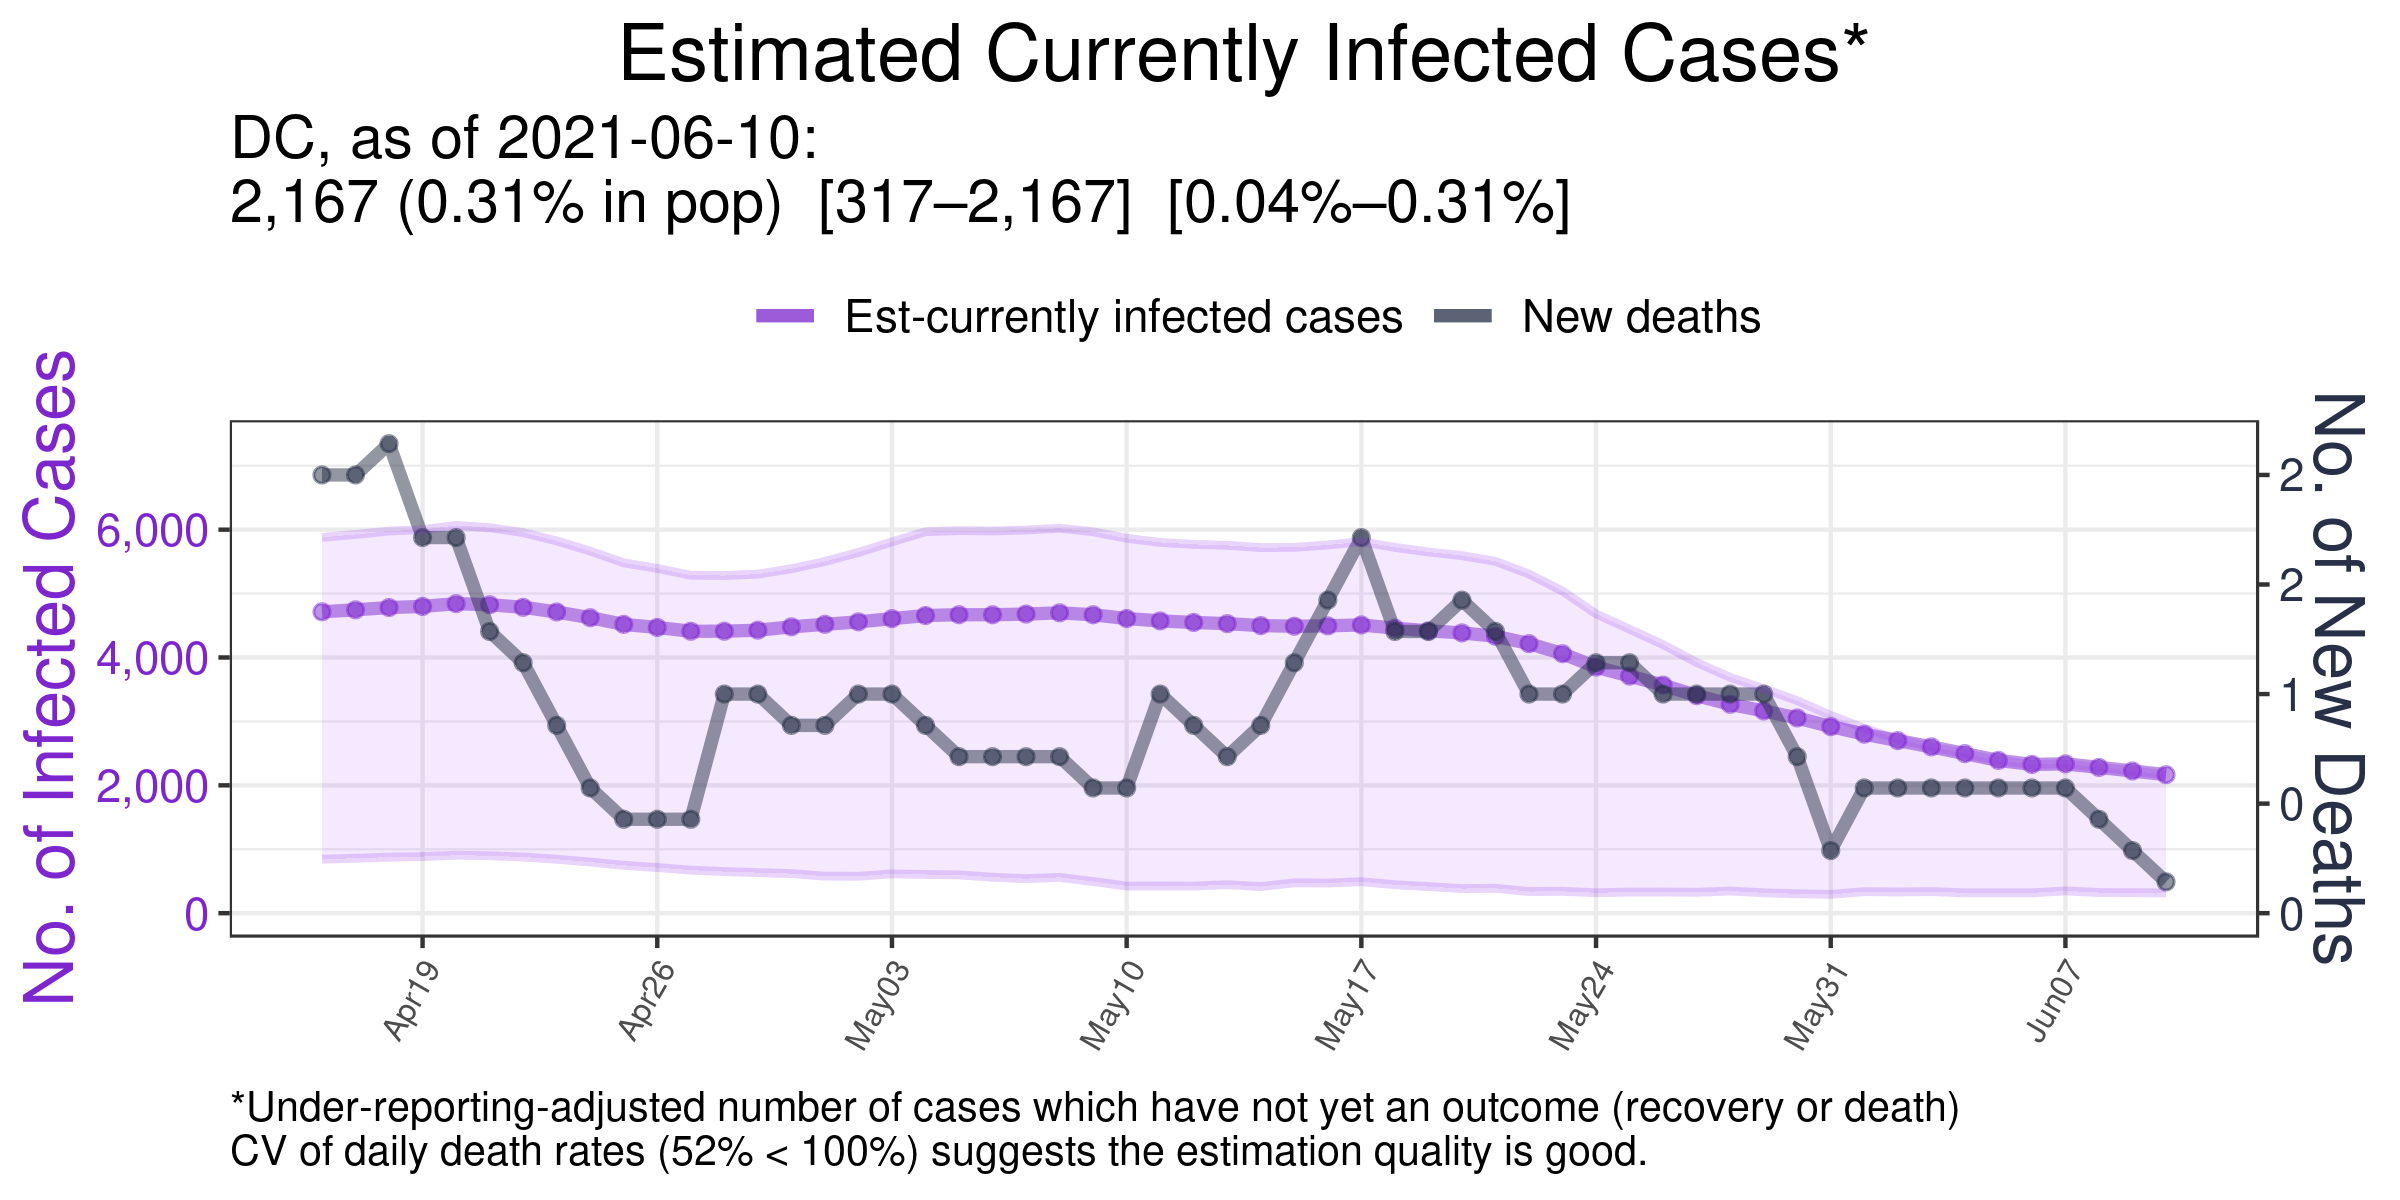 Estimated Currently Infected Cases*
DC, as of 2021-06-10:
2,167 (0.31% in pop)  [317–2,167]  [0.04%–0.31%]
Est-currently infected cases
New deaths
No. of Infected Cases
6,000
4,000
2,000
0
2
2
1
0
0
No. of New Deaths
Apr19
Apr26
May03
May10
May17
May24
May31
Jun07
*Under-reporting-adjusted number of cases which have not yet an outcome (recovery or death)
CV of daily death rates (52% < 100%) suggests the estimation quality is good.